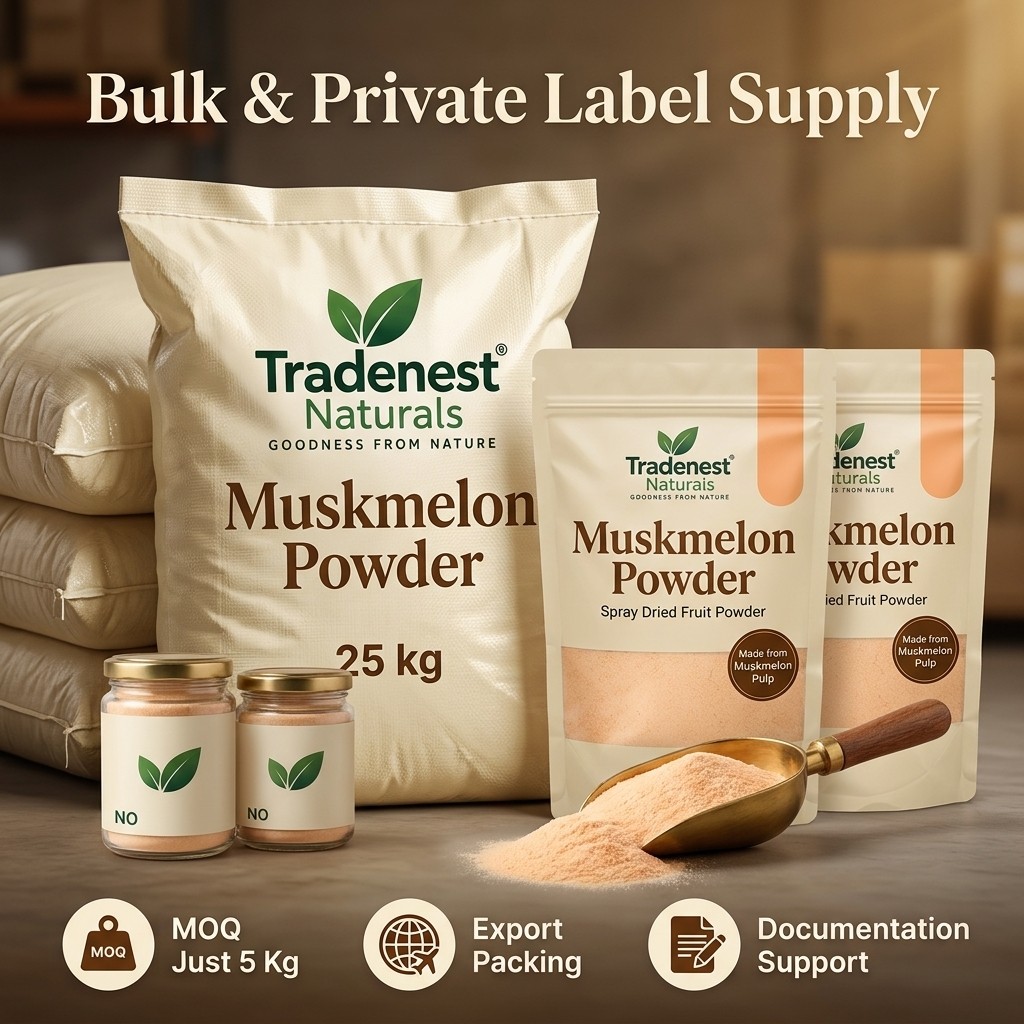 Bulk & Private Label Supply
Tradenest®
Naturals
GOODNESS FROM NATURE
Muskmelon
Powder
25 kg
Tradenest®
Naturals
GOODNESS FROM NATURE
Muskmelon
Powder
Spray Dried Fruit Powder
Made from
Muskmelon
Pulp
denest®
turals
NATURE
kmelon
wder
ied Fruit Powder
Made from
Muskmelon
Pulp
NO
NO
MOQ
MOQ
Just 5 Kg
Export
Packing
Documentation
Support